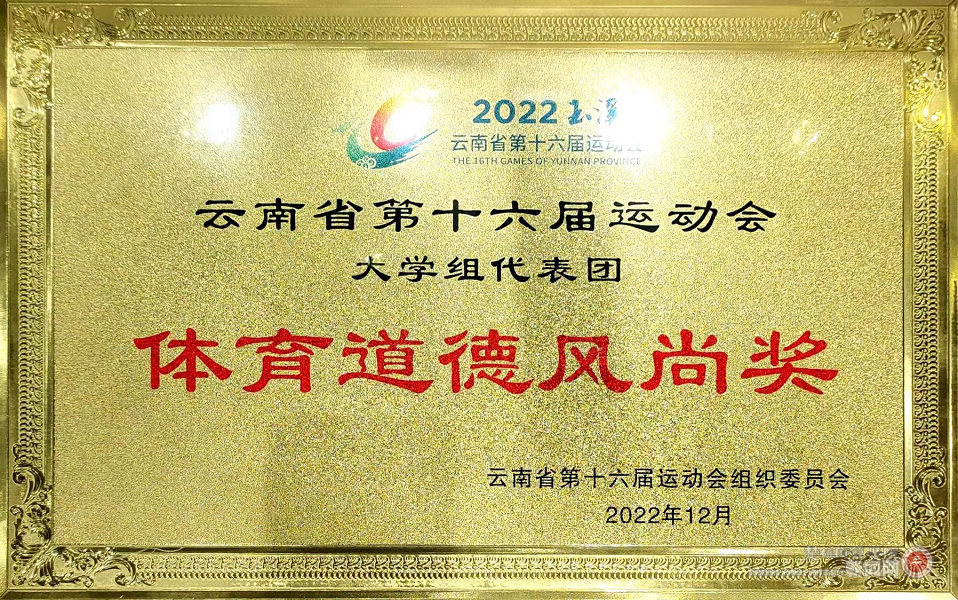 2022 玉溪
云南省第十六届运动会
THE 16TH GAMES OF YUNNAN PROVINCE
云南省第十六届运动会
大学组代表团
体育道德风尚奖
云南省第十六届运动会组织委员会
2022年12月